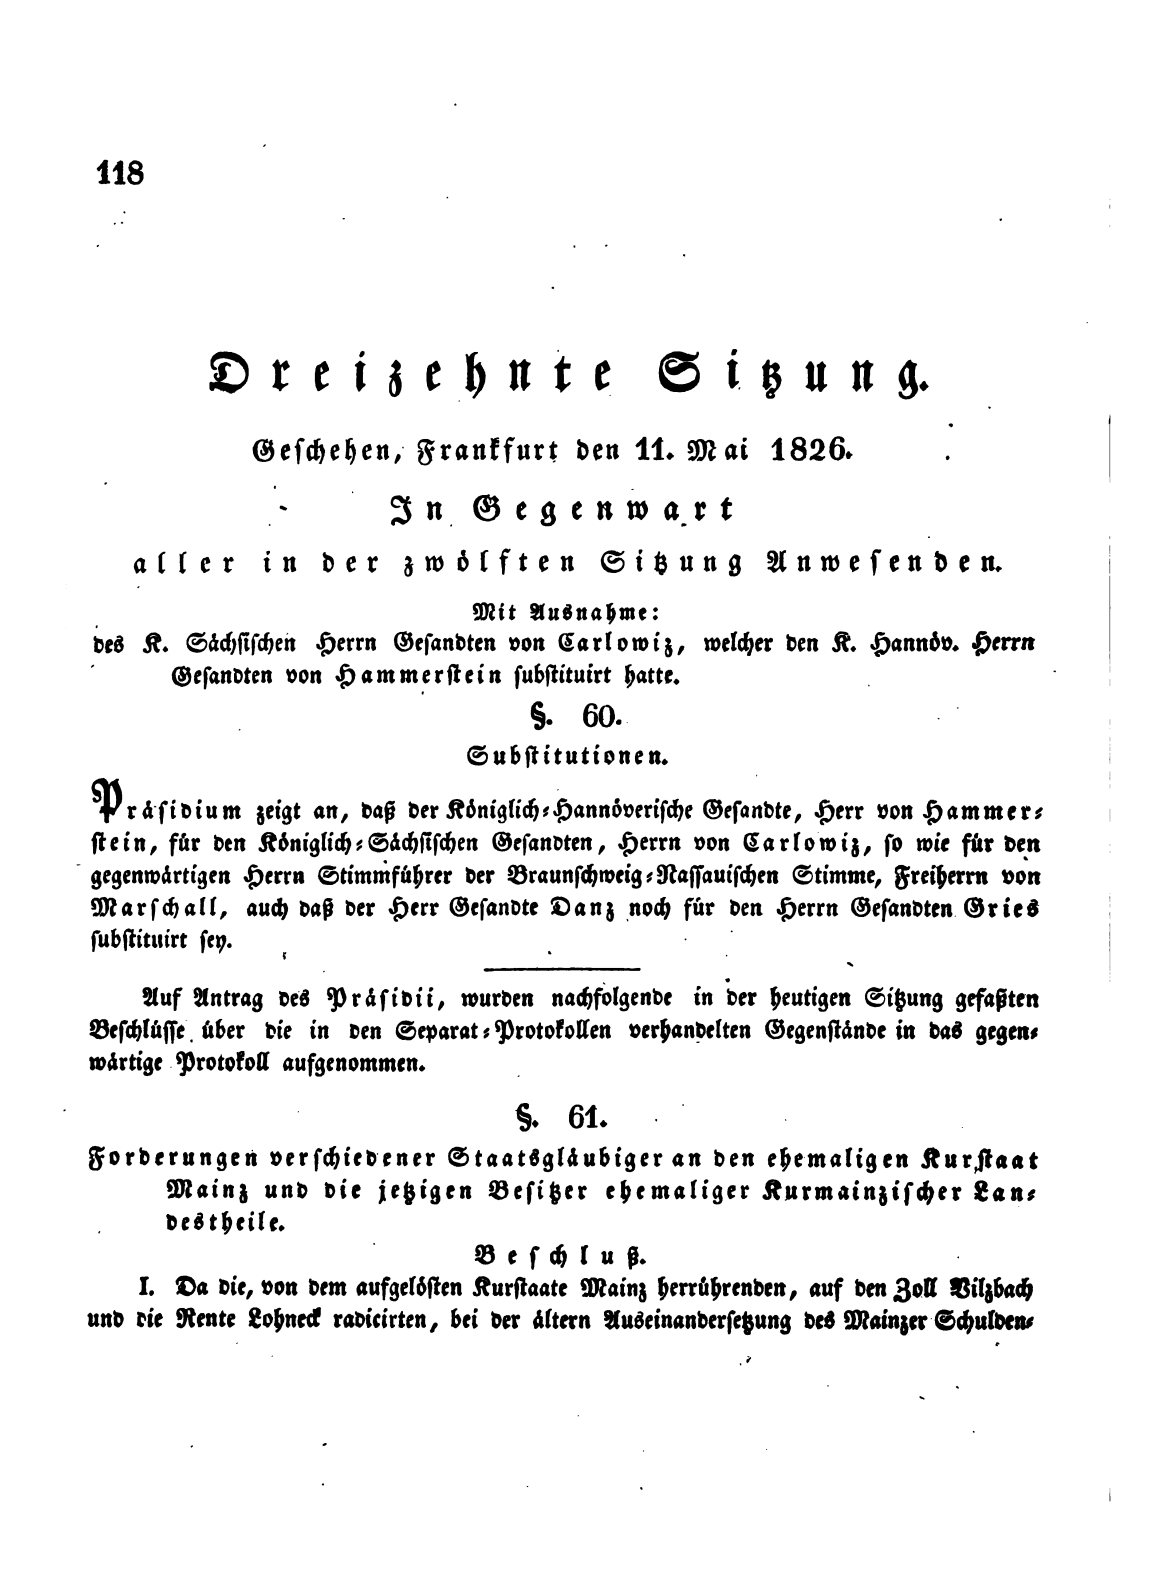 118
Dreizehnte Sitzung.
Geschehen, Frankfurt den 11. Mai 1826.
In Gegenwart
aller in der zwölften Sitzung Anwesenden.
Mit Ausnahme:
des K. Sächsischen Herrn Gesandten von Carlowiz, welcher den K. Hannöv. Herrn
Gesandten von Hammerstein substituirt hatte.
§. 60.
Substitutionen.
Präsidium zeigt an, daß der Königlich-Hannöverische Gesandte, Herr von Hammer-
stein, für den Königlich-Sächsischen Gesandten, Herrn von Carlowiz, so wie für den
gegenwärtigen Herrn Stimmführer der Braunschweig-Nassauischen Stimme, Freiherrn von
Marschall, auch daß der Herr Gesandte Danz noch für den Herrn Gesandten Gries
substituirt sey.
Auf Antrag des Präsidii, wurden nachfolgende in der heutigen Sitzung gefaßten
Beschlüsse über die in den Separat-Protokollen verhandelten Gegenstände in das gegen-
wärtige Protokoll aufgenommen.
§. 61.
Forderungen verschiedener Staatsgläubiger an den ehemaligen Kurstaat
Mainz und die jetzigen Besitzer ehemaliger Kurmainzischer Lan-
destheile.
Beschluß.
I. Da die, von dem aufgelösten Kurstaate Mainz herrührenden, auf den Zoll Vilzbach
und die Rente Lohneck radicirten, bei der ältern Auseinandersetzung des Mainzer Schulden-